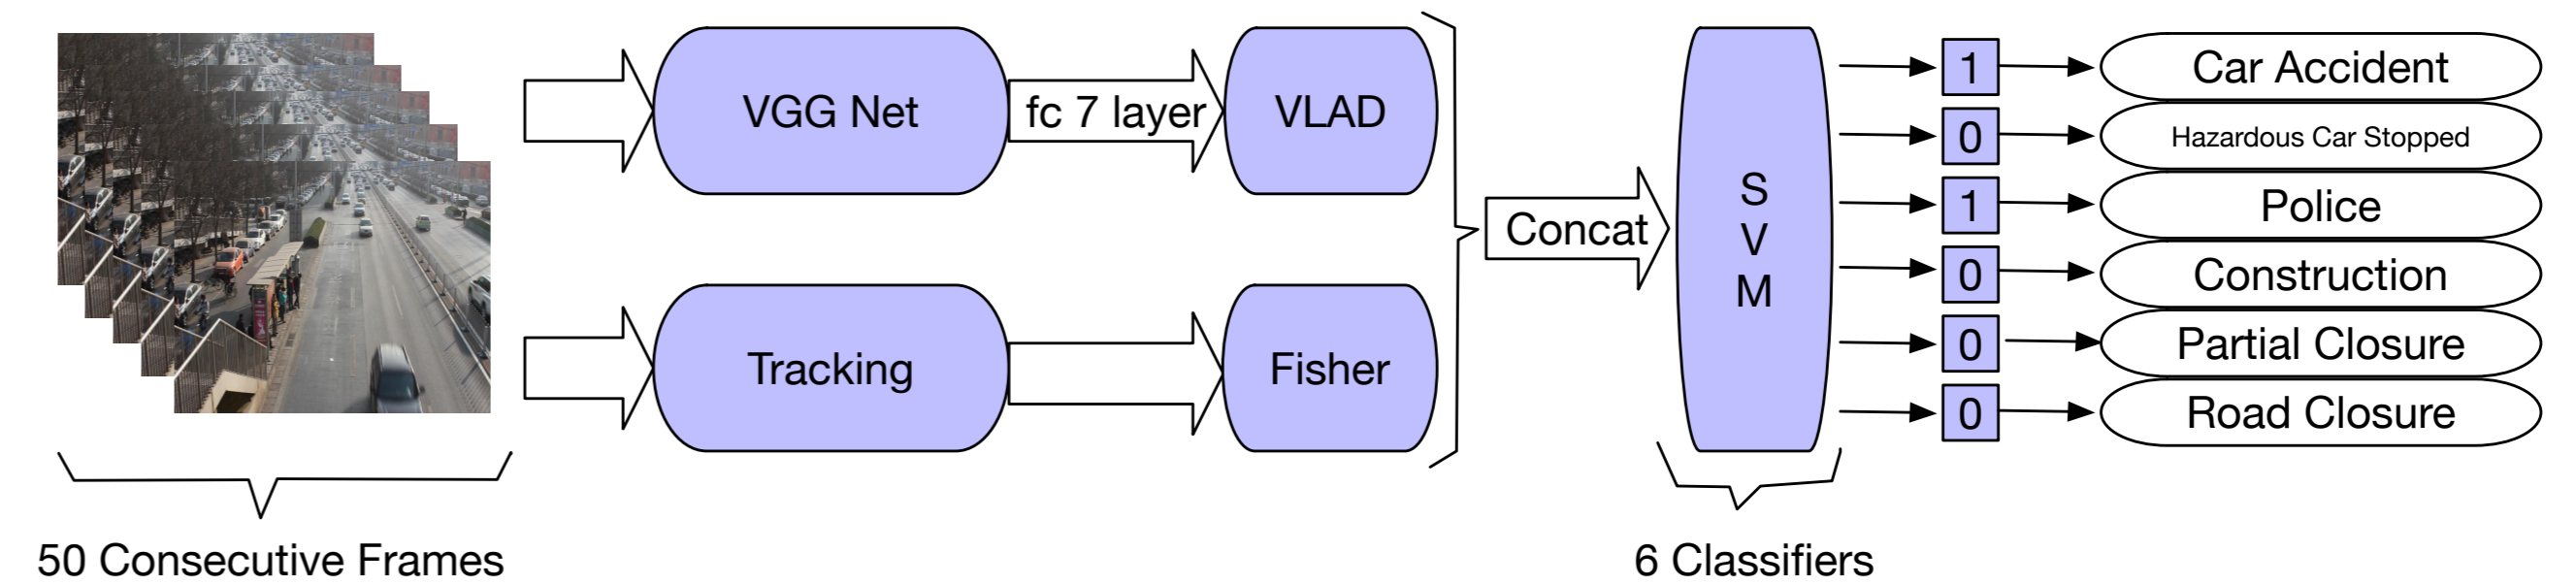 VGG Net
fc 7 layer
VLAD
Tracking
Fisher
Concat
S
V
M
1
Car Accident
0
Hazardous Car Stopped
1
Police
0
Construction
0
Partial Closure
0
Road Closure
50 Consecutive Frames
6 Classifiers